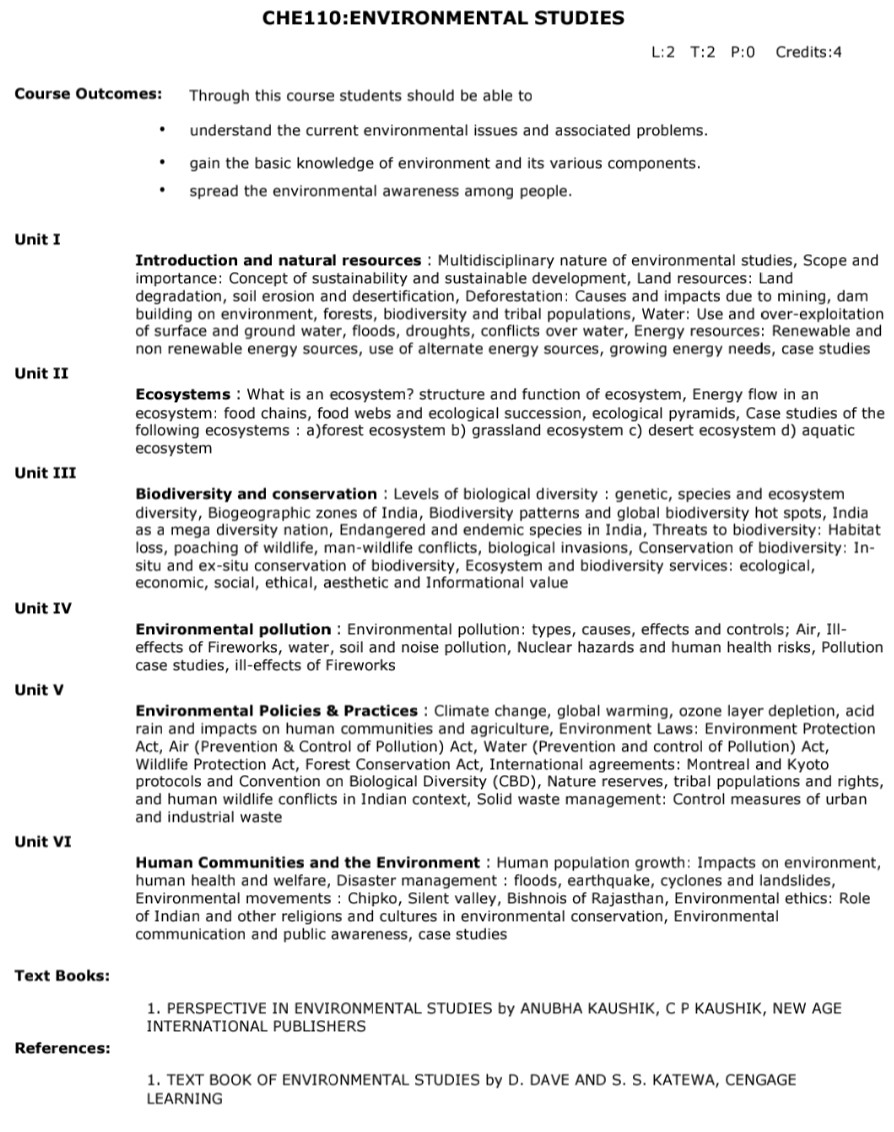 CHE110:ENVIRONMENTAL STUDIES
L:2 T:2 P:0 Credits:4
Course Outcomes: Through this course students should be able to
• understand the current environmental issues and associated problems.
• gain the basic knowledge of environment and its various components.
• spread the environmental awareness among people.
Unit I
Introduction and natural resources : Multidisciplinary nature of environmental studies, Scope and
importance: Concept of sustainability and sustainable development, Land resources: Land
degradation, soil erosion and desertification, Deforestation: Causes and impacts due to mining, dam
building on environment, forests, biodiversity and tribal populations, Water: Use and over-exploitation
of surface and ground water, floods, droughts, conflicts over water, Energy resources: Renewable and
non renewable energy sources, use of alternate energy sources, growing energy needs, case studies
Unit II
Ecosystems : What is an ecosystem? structure and function of ecosystem, Energy flow in an
ecosystem: food chains, food webs and ecological succession, ecological pyramids, Case studies of the
following ecosystems : a)forest ecosystem b) grassland ecosystem c) desert ecosystem d) aquatic
ecosystem
Unit III
Biodiversity and conservation : Levels of biological diversity : genetic, species and ecosystem
diversity, Biogeographic zones of India, Biodiversity patterns and global biodiversity hot spots, India
as a mega diversity nation, Endangered and endemic species in India, Threats to biodiversity: Habitat
loss, poaching of wildlife, man-wildlife conflicts, biological invasions, Conservation of biodiversity: In-
situ and ex-situ conservation of biodiversity, Ecosystem and biodiversity services: ecological,
economic, social, ethical, aesthetic and Informational value
Unit IV
Environmental pollution : Environmental pollution: types, causes, effects and controls; Air, Ill-
effects of Fireworks, water, soil and noise pollution, Nuclear hazards and human health risks, Pollution
case studies, ill-effects of Fireworks
Unit V
Environmental Policies & Practices : Climate change, global warming, ozone layer depletion, acid
rain and impacts on human communities and agriculture, Environment Laws: Environment Protection
Act, Air (Prevention & Control of Pollution) Act, Water (Prevention and control of Pollution) Act,
Wildlife Protection Act, Forest Conservation Act, International agreements: Montreal and Kyoto
protocols and Convention on Biological Diversity (CBD), Nature reserves, tribal populations and rights,
and human wildlife conflicts in Indian context, Solid waste management: Control measures of urban
and industrial waste
Unit VI
Human Communities and the Environment : Human population growth: Impacts on environment,
human health and welfare, Disaster management : floods, earthquake, cyclones and landslides,
Environmental movements : Chipko, Silent valley, Bishnois of Rajasthan, Environmental ethics: Role
of Indian and other religions and cultures in environmental conservation, Environmental
communication and public awareness, case studies
Text Books:
1. PERSPECTIVE IN ENVIRONMENTAL STUDIES by ANUBHA KAUSHIK, C P KAUSHIK, NEW AGE
INTERNATIONAL PUBLISHERS
References:
1. TEXT BOOK OF ENVIRONMENTAL STUDIES by D. DAVE AND S. S. KATEWA, CENGAGE
LEARNING